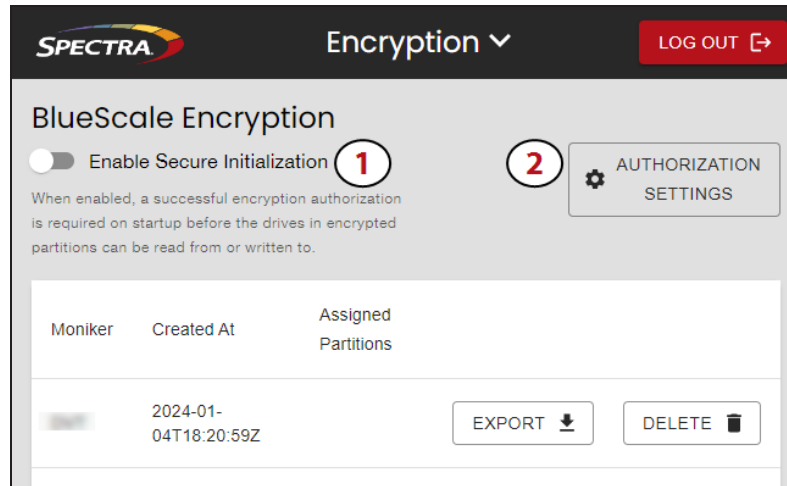 SPECTRA
Encryption
LOG OUT
BlueScale Encryption
Enable Secure Initialization
1
2
AUTHORIZATION
SETTINGS
When enabled, a successful encryption authorization
is required on startup before the drives in encrypted
partitions can be read from or written to.
Moniker
Created At
Assigned
Partitions
2024-01-
04T18:20:59Z
EXPORT
DELETE